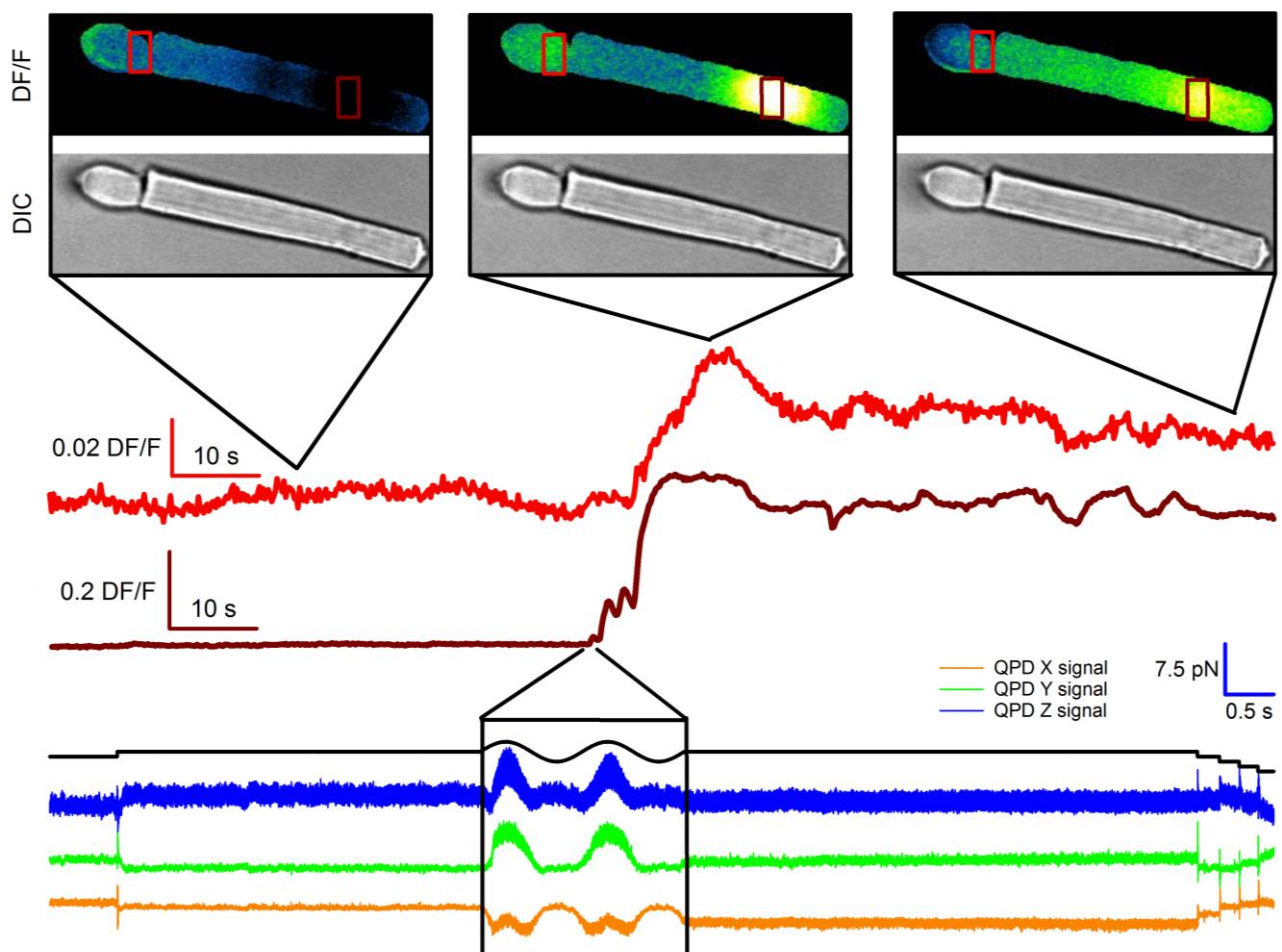 DF/F
DIC
0.02 DF/F
10 s
0.2 DF/F
10 s
QPD X signal
QPD Y signal
QPD Z signal
7.5 pN
0.5 s